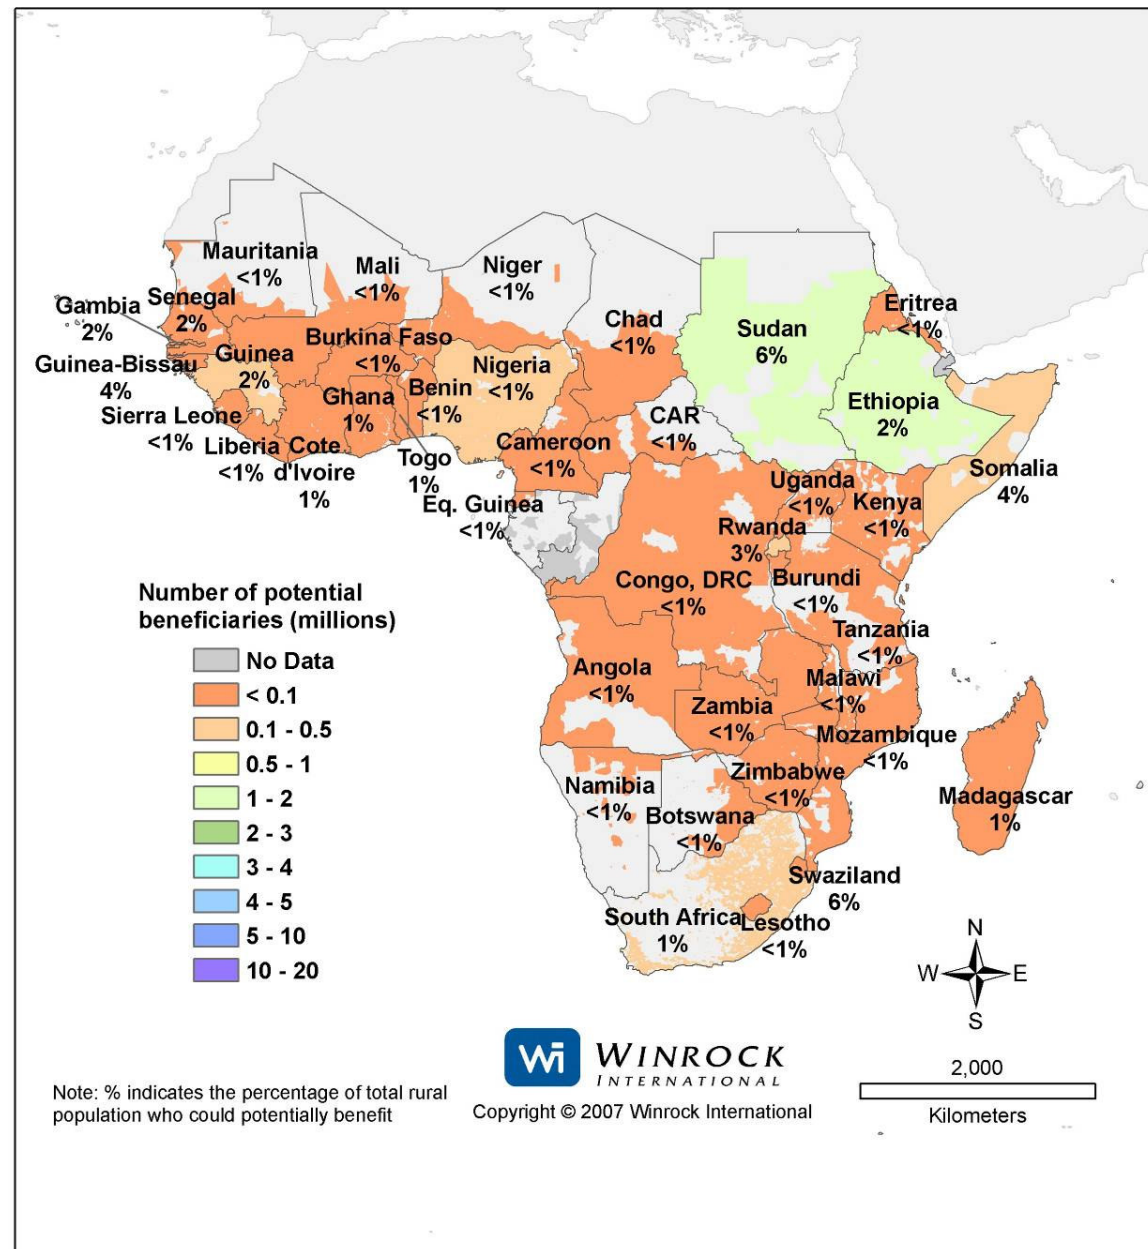 Mauritania
<1%
Mali
<1%
Niger
<1%
Chad
<1%
Sudan
6%
Eritrea
<1%
Gambia
2%
Senegal
2%
Burkina Faso
<1%
Guinea-Bissau
4%
Guinea
2%
Nigeria
<1%
Ghana
1%
Benin
<1%
Ethiopia
2%
Sierra Leone
<1%
Liberia
<1%
Cote
d'Ivoire
1%
Togo
1%
Cameroon
<1%
CAR
<1%
Somalia
4%
Eq. Guinea
<1%
Uganda
<1%
Kenya
<1%
Rwanda
3%
Congo, DRC
<1%
Burundi
<1%
Tanzania
<1%
Angola
<1%
Zambia
<1%
Malawi
<1%
Mozambique
<1%
Namibia
<1%
Botswana
<1%
Zimbabwe
<1%
Madagascar
1%
Swaziland
6%
South Africa
1%
Lesotho
<1%
Number of potential
beneficiaries (millions)
No Data
< 0.1
0.1 - 0.5
0.5 - 1
1 - 2
2 - 3
3 - 4
4 - 5
5 - 10
10 - 20
N
W E
S
Wi WINROCK
INTERNATIONAL
Copyright © 2007 Winrock International
2,000
Kilometers
Note: % indicates the percentage of total rural
population who could potentially benefit